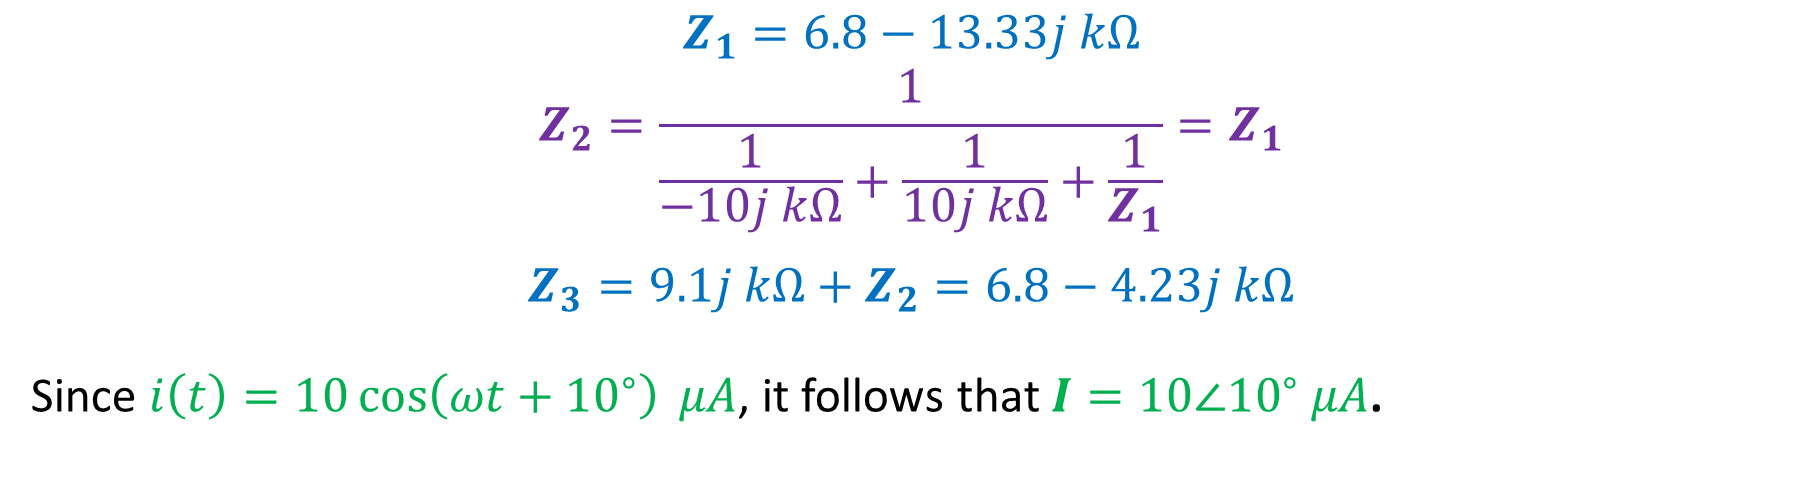 Z₁ = 6.8 − 13.33j kΩ
Z₂ = 1 / (1/(−10j kΩ) + 1/(10j kΩ) + 1/Z₁) = Z₁
Z₃ = 9.1j kΩ + Z₂ = 6.8 − 4.23j kΩ
Since i(t) = 10 cos(ωt + 10°) μA, it follows that I = 10∠10° μA.